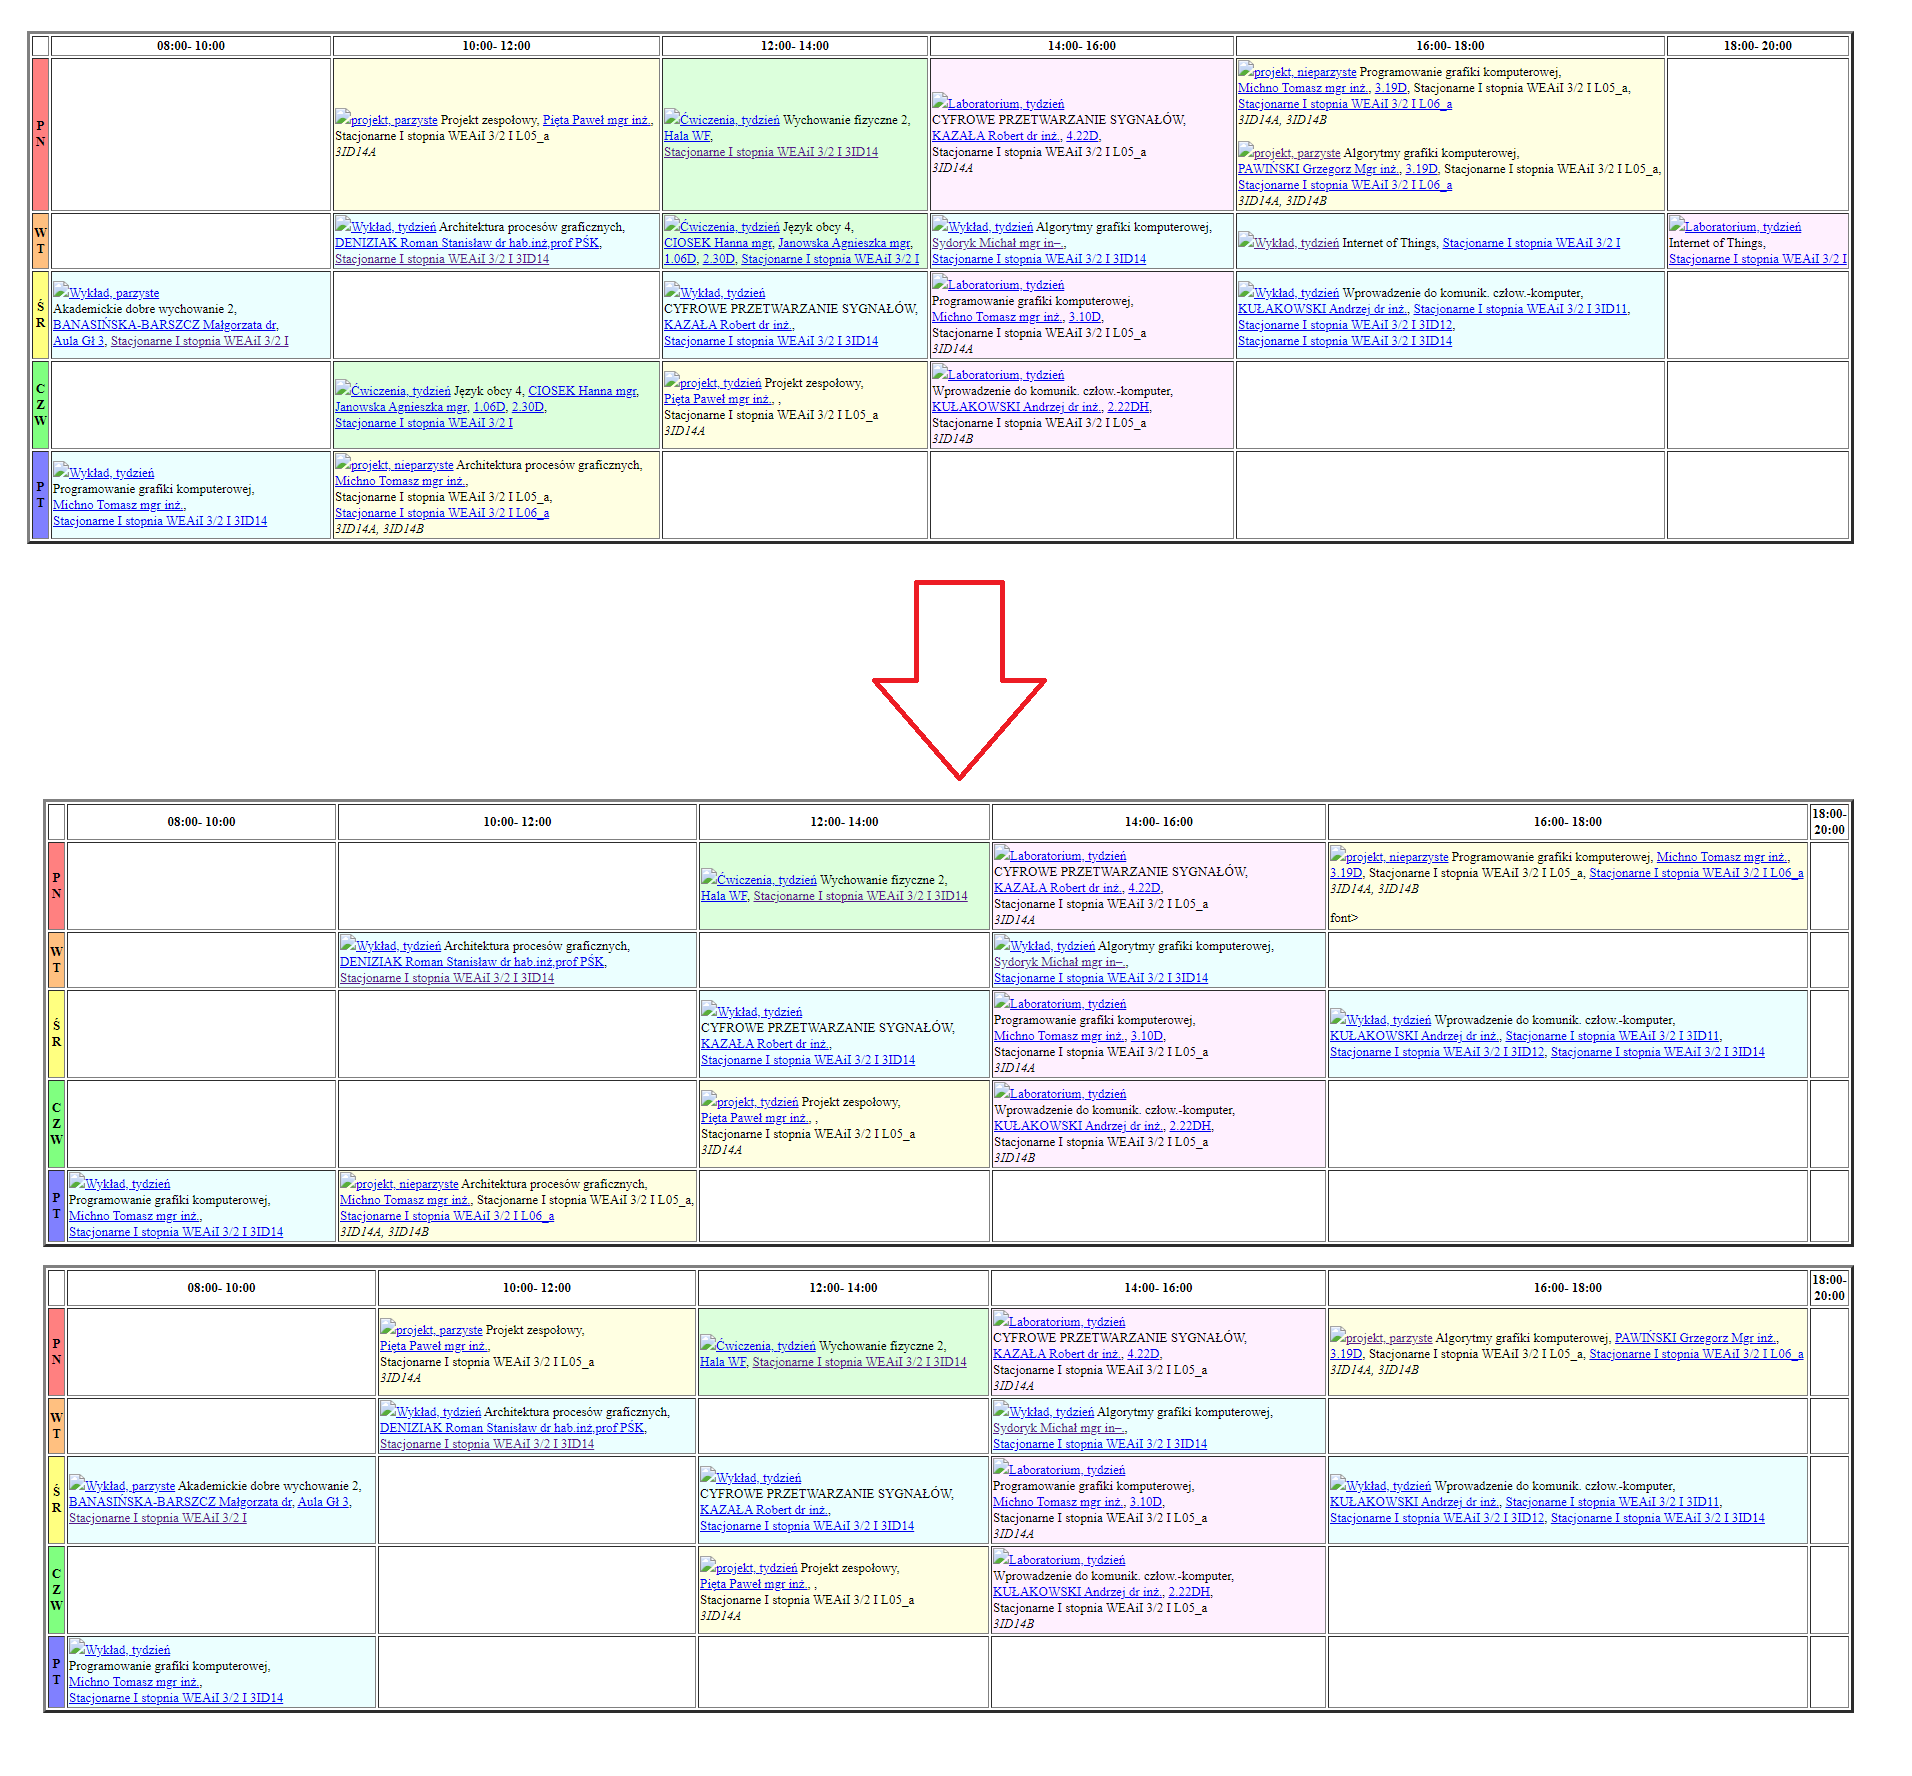 08:00- 10:00 10:00- 12:00 12:00- 14:00 14:00- 16:00 16:00- 18:00 18:00- 20:00
P
N
projekt, parzyste Projekt zespołowy, Pięta Paweł mgr inż.,
Stacjonarne I stopnia WEAiI 3/2 I L05_a
3ID14A
Ćwiczenia, tydzień Wychowanie fizyczne 2,
Hala WF,
Stacjonarne I stopnia WEAiI 3/2 I 3ID14
Laboratorium, tydzień
CYFROWE PRZETWARZANIE SYGNAŁÓW,
KAZAŁA Robert dr inż., 4.22D,
Stacjonarne I stopnia WEAiI 3/2 I L05_a
3ID14A
projekt, nieparzyste Programowanie grafiki komputerowej,
Michno Tomasz mgr inż., 3.19D, Stacjonarne I stopnia WEAiI 3/2 I L05_a,
Stacjonarne I stopnia WEAiI 3/2 I L06_a
3ID14A, 3ID14B
projekt, parzyste Algorytmy grafiki komputerowej,
PAWIŃSKI Grzegorz Mgr inż., 3.19D, Stacjonarne I stopnia WEAiI 3/2 I L05_a,
Stacjonarne I stopnia WEAiI 3/2 I L06_a
3ID14A, 3ID14B
W
T
Wykład, tydzień Architektura procesów graficznych,
DENIZIAK Roman Stanisław dr hab.inż,prof PŚK,
Stacjonarne I stopnia WEAiI 3/2 I 3ID14
Ćwiczenia, tydzień Język obcy 4,
CIOSEK Hanna mgr, Janowska Agnieszka mgr,
1.06D, 2.30D, Stacjonarne I stopnia WEAiI 3/2 I
Wykład, tydzień Algorytmy grafiki komputerowej,
Sydoryk Michał mgr in–.,
Stacjonarne I stopnia WEAiI 3/2 I 3ID14
Wykład, tydzień Internet of Things, Stacjonarne I stopnia WEAiI 3/2 I
Laboratorium, tydzień
Internet of Things,
Stacjonarne I stopnia WEAiI 3/2 I
Ś
R
Wykład, parzyste
Akademickie dobre wychowanie 2,
BANASIŃSKA-BARSZCZ Małgorzata dr,
Aula Gł 3, Stacjonarne I stopnia WEAiI 3/2 I
Wykład, tydzień
CYFROWE PRZETWARZANIE SYGNAŁÓW,
KAZAŁA Robert dr inż.,
Stacjonarne I stopnia WEAiI 3/2 I 3ID14
Laboratorium, tydzień
Programowanie grafiki komputerowej,
Michno Tomasz mgr inż., 3.10D,
Stacjonarne I stopnia WEAiI 3/2 I L05_a
3ID14A
Wykład, tydzień Wprowadzenie do komunik. człow.-komputer,
KUŁAKOWSKI Andrzej dr inż., Stacjonarne I stopnia WEAiI 3/2 I 3ID11,
Stacjonarne I stopnia WEAiI 3/2 I 3ID12,
Stacjonarne I stopnia WEAiI 3/2 I 3ID14
C
Z
W
Ćwiczenia, tydzień Język obcy 4, CIOSEK Hanna mgr,
Janowska Agnieszka mgr, 1.06D, 2.30D,
Stacjonarne I stopnia WEAiI 3/2 I
projekt, tydzień Projekt zespołowy,
Pięta Paweł mgr inż., ,
Stacjonarne I stopnia WEAiI 3/2 I L05_a
3ID14A
Laboratorium, tydzień
Wprowadzenie do komunik. człow.-komputer,
KUŁAKOWSKI Andrzej dr inż., 2.22DH,
Stacjonarne I stopnia WEAiI 3/2 I L05_a
3ID14B
P
T
Wykład, tydzień
Programowanie grafiki komputerowej,
Michno Tomasz mgr inż.,
Stacjonarne I stopnia WEAiI 3/2 I 3ID14
projekt, nieparzyste Architektura procesów graficznych,
Michno Tomasz mgr inż.,
Stacjonarne I stopnia WEAiI 3/2 I L05_a,
Stacjonarne I stopnia WEAiI 3/2 I L06_a
3ID14A, 3ID14B
08:00- 10:00 10:00- 12:00 12:00- 14:00 14:00- 16:00 16:00- 18:00 18:00-
20:00
P
N
Ćwiczenia, tydzień Wychowanie fizyczne 2,
Hala WF, Stacjonarne I stopnia WEAiI 3/2 I 3ID14
Laboratorium, tydzień
CYFROWE PRZETWARZANIE SYGNAŁÓW,
KAZAŁA Robert dr inż., 4.22D,
Stacjonarne I stopnia WEAiI 3/2 I L05_a
3ID14A
projekt, nieparzyste Programowanie grafiki komputerowej, Michno Tomasz mgr inż.,
3.19D, Stacjonarne I stopnia WEAiI 3/2 I L05_a, Stacjonarne I stopnia WEAiI 3/2 I L06_a
3ID14A, 3ID14B
font>
W
T
Wykład, tydzień Architektura procesów graficznych,
DENIZIAK Roman Stanisław dr hab.inż,prof PŚK,
Stacjonarne I stopnia WEAiI 3/2 I 3ID14
Wykład, tydzień Algorytmy grafiki komputerowej,
Sydoryk Michał mgr in–.,
Stacjonarne I stopnia WEAiI 3/2 I 3ID14
Ś
R
Wykład, tydzień
CYFROWE PRZETWARZANIE SYGNAŁÓW,
KAZAŁA Robert dr inż.,
Stacjonarne I stopnia WEAiI 3/2 I 3ID14
Laboratorium, tydzień
Programowanie grafiki komputerowej,
Michno Tomasz mgr inż., 3.10D,
Stacjonarne I stopnia WEAiI 3/2 I L05_a
3ID14A
Wykład, tydzień Wprowadzenie do komunik. człow.-komputer,
KUŁAKOWSKI Andrzej dr inż., Stacjonarne I stopnia WEAiI 3/2 I 3ID11,
Stacjonarne I stopnia WEAiI 3/2 I 3ID12, Stacjonarne I stopnia WEAiI 3/2 I 3ID14
C
Z
W
projekt, tydzień Projekt zespołowy,
Pięta Paweł mgr inż., ,
Stacjonarne I stopnia WEAiI 3/2 I L05_a
3ID14A
Laboratorium, tydzień
Wprowadzenie do komunik. człow.-komputer,
KUŁAKOWSKI Andrzej dr inż., 2.22DH,
Stacjonarne I stopnia WEAiI 3/2 I L05_a
3ID14B
P
T
Wykład, tydzień
Programowanie grafiki komputerowej,
Michno Tomasz mgr inż.,
Stacjonarne I stopnia WEAiI 3/2 I 3ID14
projekt, nieparzyste Architektura procesów graficznych,
Michno Tomasz mgr inż., Stacjonarne I stopnia WEAiI 3/2 I L05_a,
Stacjonarne I stopnia WEAiI 3/2 I L06_a
3ID14A, 3ID14B
08:00- 10:00 10:00- 12:00 12:00- 14:00 14:00- 16:00 16:00- 18:00 18:00-
20:00
P
N
projekt, parzyste Projekt zespołowy,
Pięta Paweł mgr inż.,
Stacjonarne I stopnia WEAiI 3/2 I L05_a
3ID14A
Ćwiczenia, tydzień Wychowanie fizyczne 2,
Hala WF, Stacjonarne I stopnia WEAiI 3/2 I 3ID14
Laboratorium, tydzień
CYFROWE PRZETWARZANIE SYGNAŁÓW,
KAZAŁA Robert dr inż., 4.22D,
Stacjonarne I stopnia WEAiI 3/2 I L05_a
3ID14A
projekt, parzyste Algorytmy grafiki komputerowej, PAWIŃSKI Grzegorz Mgr inż.,
3.19D, Stacjonarne I stopnia WEAiI 3/2 I L05_a, Stacjonarne I stopnia WEAiI 3/2 I L06_a
3ID14A, 3ID14B
W
T
Wykład, tydzień Architektura procesów graficznych,
DENIZIAK Roman Stanisław dr hab.inż,prof PŚK,
Stacjonarne I stopnia WEAiI 3/2 I 3ID14
Wykład, tydzień Algorytmy grafiki komputerowej,
Sydoryk Michał mgr in–.,
Stacjonarne I stopnia WEAiI 3/2 I 3ID14
Ś
R
Wykład, parzyste Akademickie dobre wychowanie 2,
BANASIŃSKA-BARSZCZ Małgorzata dr, Aula Gł 3,
Stacjonarne I stopnia WEAiI 3/2 I
Wykład, tydzień
CYFROWE PRZETWARZANIE SYGNAŁÓW,
KAZAŁA Robert dr inż.,
Stacjonarne I stopnia WEAiI 3/2 I 3ID14
Laboratorium, tydzień
Programowanie grafiki komputerowej,
Michno Tomasz mgr inż., 3.10D,
Stacjonarne I stopnia WEAiI 3/2 I L05_a
3ID14A
Wykład, tydzień Wprowadzenie do komunik. człow.-komputer,
KUŁAKOWSKI Andrzej dr inż., Stacjonarne I stopnia WEAiI 3/2 I 3ID11,
Stacjonarne I stopnia WEAiI 3/2 I 3ID12, Stacjonarne I stopnia WEAiI 3/2 I 3ID14
C
Z
W
projekt, tydzień Projekt zespołowy,
Pięta Paweł mgr inż., ,
Stacjonarne I stopnia WEAiI 3/2 I L05_a
3ID14A
Laboratorium, tydzień
Wprowadzenie do komunik. człow.-komputer,
KUŁAKOWSKI Andrzej dr inż., 2.22DH,
Stacjonarne I stopnia WEAiI 3/2 I L05_a
3ID14B
P
T
Wykład, tydzień
Programowanie grafiki komputerowej,
Michno Tomasz mgr inż.,
Stacjonarne I stopnia WEAiI 3/2 I 3ID14